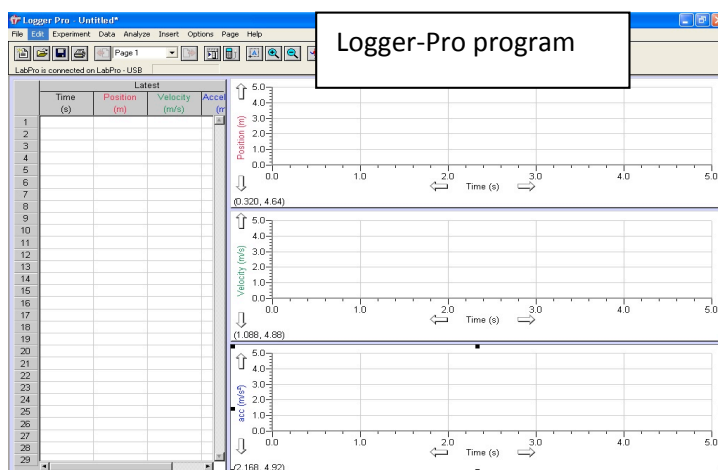 Logger Pro - Untitled*
File Edit Experiment Data Analyze Insert Options Page Help
Page 1
LabPro is connected on LabPro - USB
Logger-Pro program
Latest
Time Position Velocity Accel
(s) (m) (m/s) (m
1
2
3
4
5
6
7
8
9
10
11
12
13
14
15
16
17
18
19
20
21
22
23
24
25
26
27
28
29
Position (m)
5.0
4.0
3.0
2.0
1.0
0.0
0.0 1.0 2.0 3.0 4.0 5.0
Time (s)
(0.320, 4.64)
Velocity (m/s)
5.0
4.0
3.0
2.0
1.0
0.0
0.0 1.0 2.0 3.0 4.0 5.0
Time (s)
(1.088, 4.88)
acc (m/s²)
5.0
4.0
3.0
2.0
1.0
0.0
0.0 1.0 2.0 3.0 4.0 5.0
Time (s)
(2.168, 4.92)